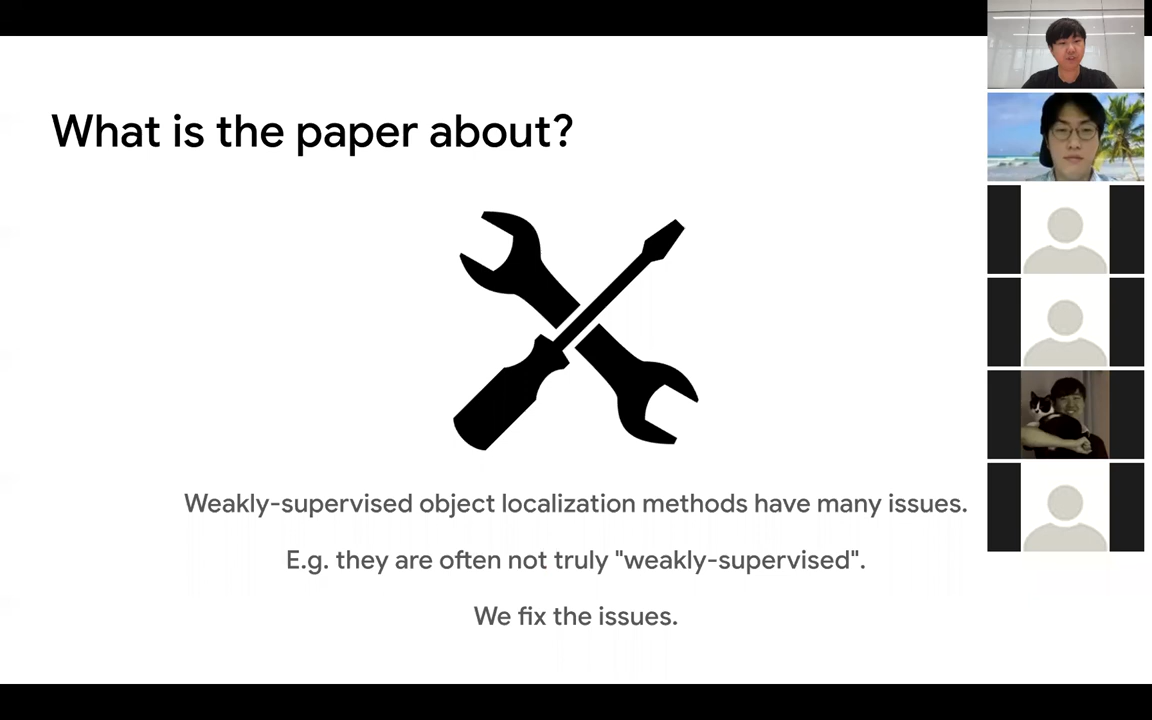 What is the paper about?
Weakly-supervised object localization methods have many issues.
E.g. they are often not truly "weakly-supervised".
We fix the issues.